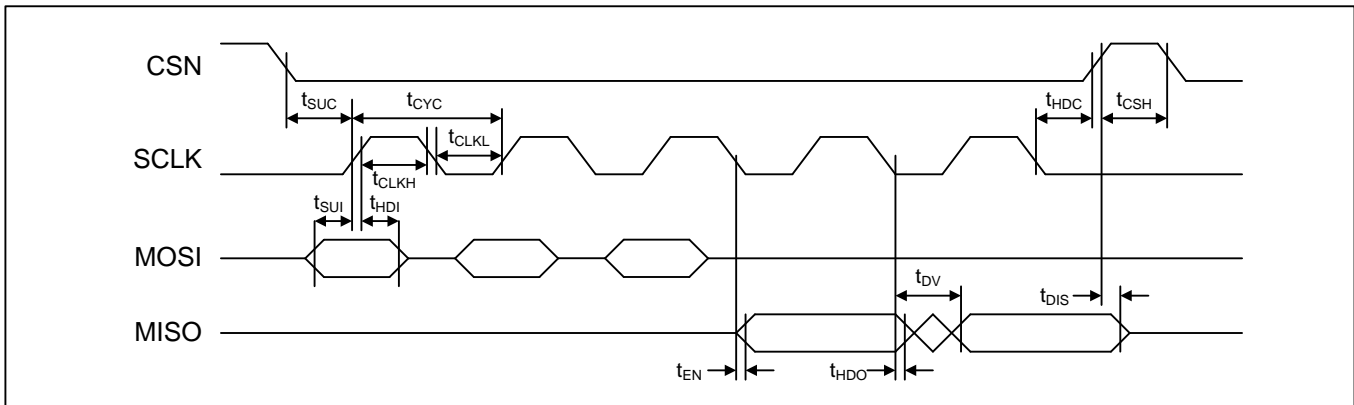 CSN
tSUC
tCYC
tHDC
tCSH
SCLK
tCLKL
tCLKH
tSUI
tHDI
MOSI
tDV
tDIS
MISO
tEN
tHDO